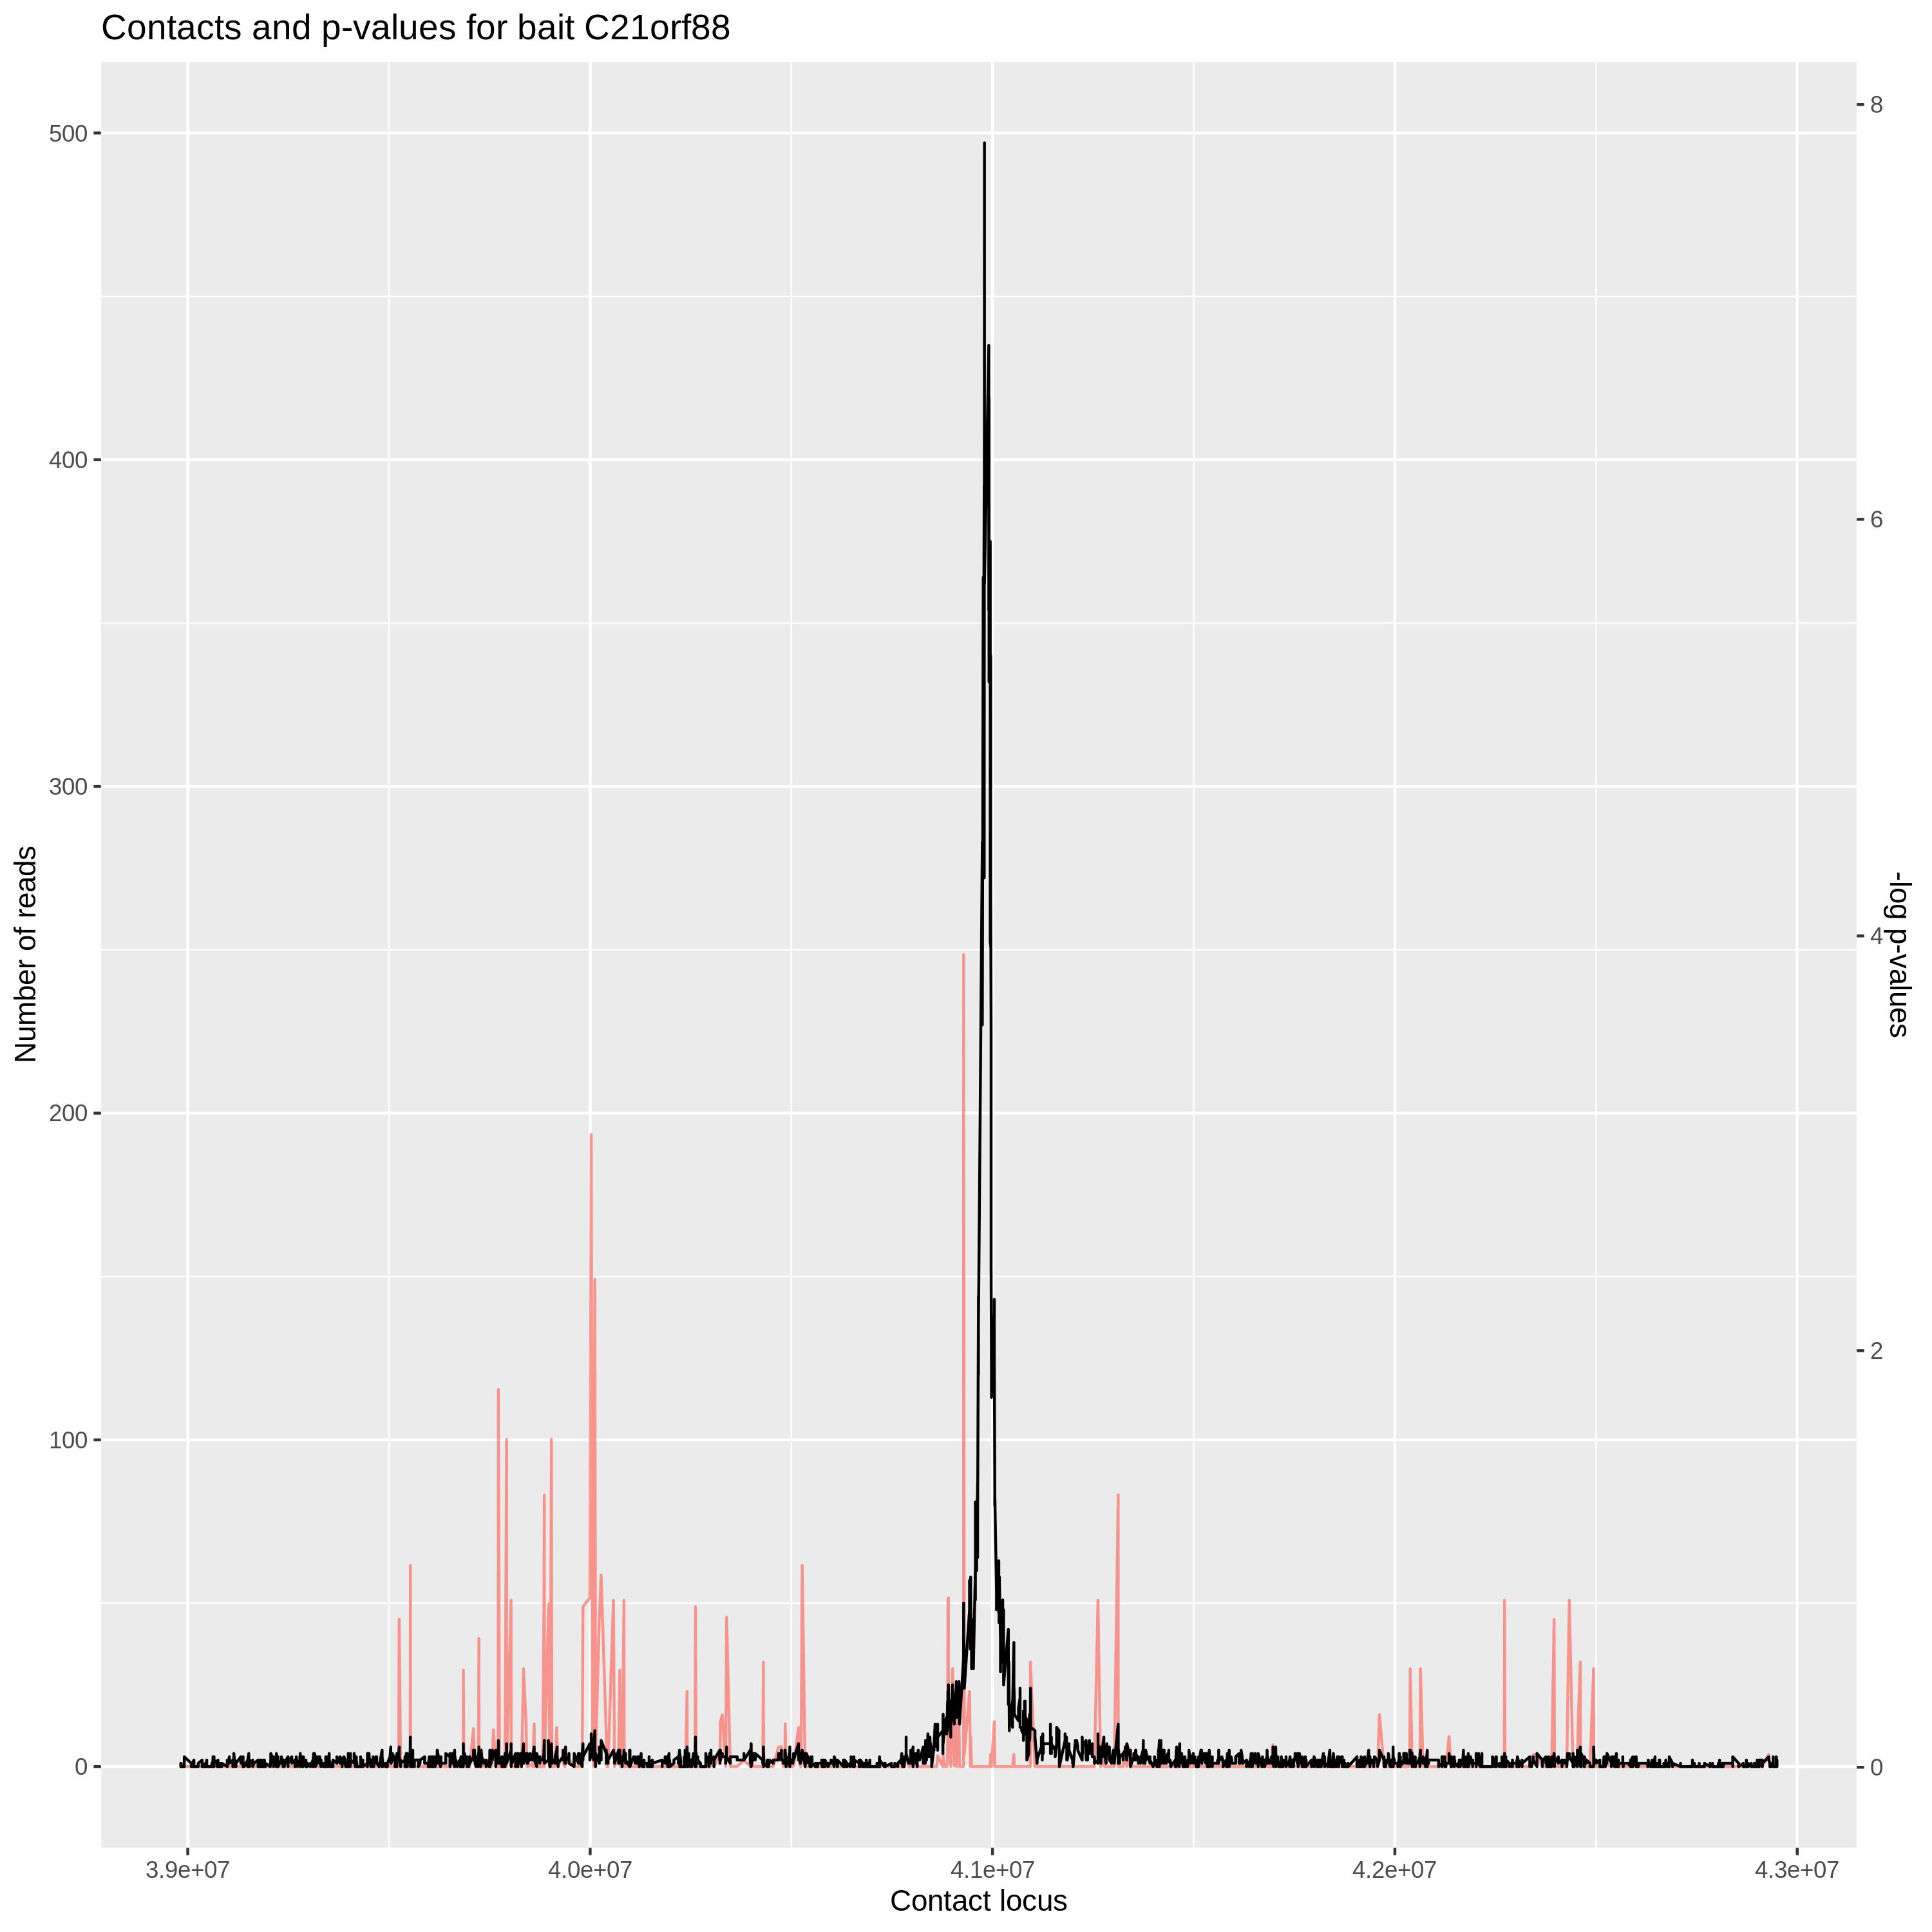 Contacts and p-values for bait C21orf88
500
400
300
200
100
0
Number of reads
8
6
4
2
0
-log p-values
3.9e+07
4.0e+07
4.1e+07
4.2e+07
4.3e+07
Contact locus